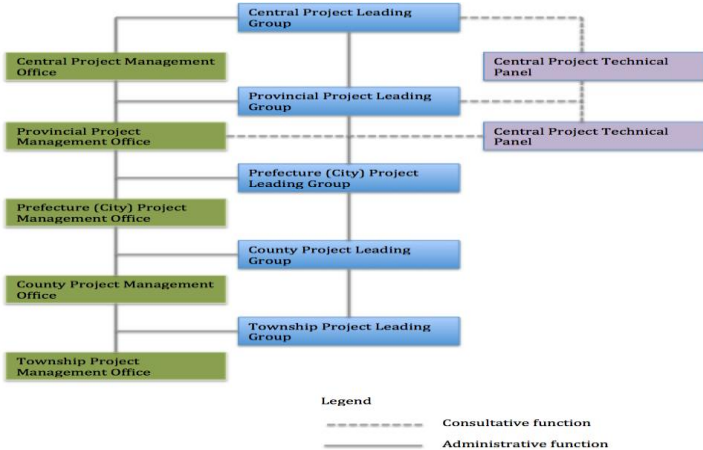 Central Project Leading
Group
Central Project Management
Office
Central Project Technical
Panel
Provincial Project Leading
Group
Provincial Project
Management Office
Central Project Technical
Panel
Prefecture (City) Project
Leading Group
Prefecture (City) Project
Management Office
County Project Leading
Group
County Project Management
Office
Township Project Leading
Group
Township Project
Management Office
Legend
Consultative function
Administrative function